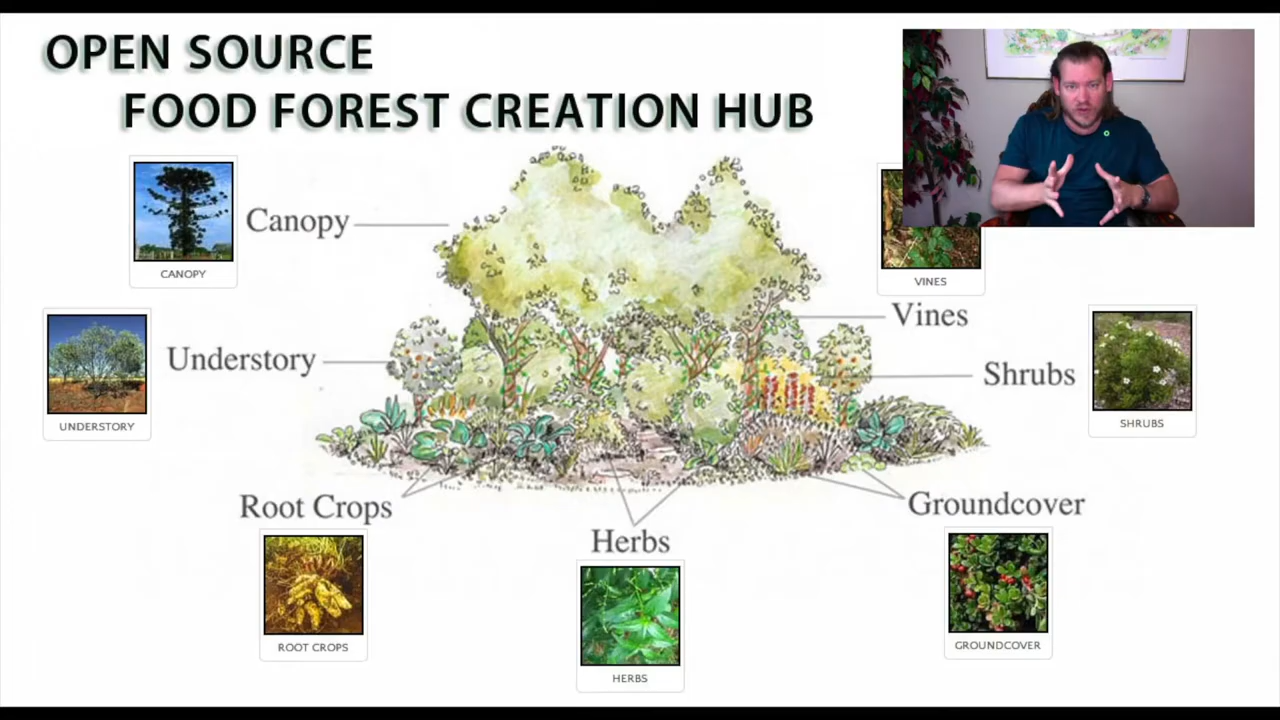 OPEN SOURCE
FOOD FOREST CREATION HUB
Canopy
CANOPY
VINES
Vines
Understory
UNDERSTORY
Shrubs
SHRUBS
Root Crops
ROOT CROPS
Herbs
HERBS
Groundcover
GROUNDCOVER